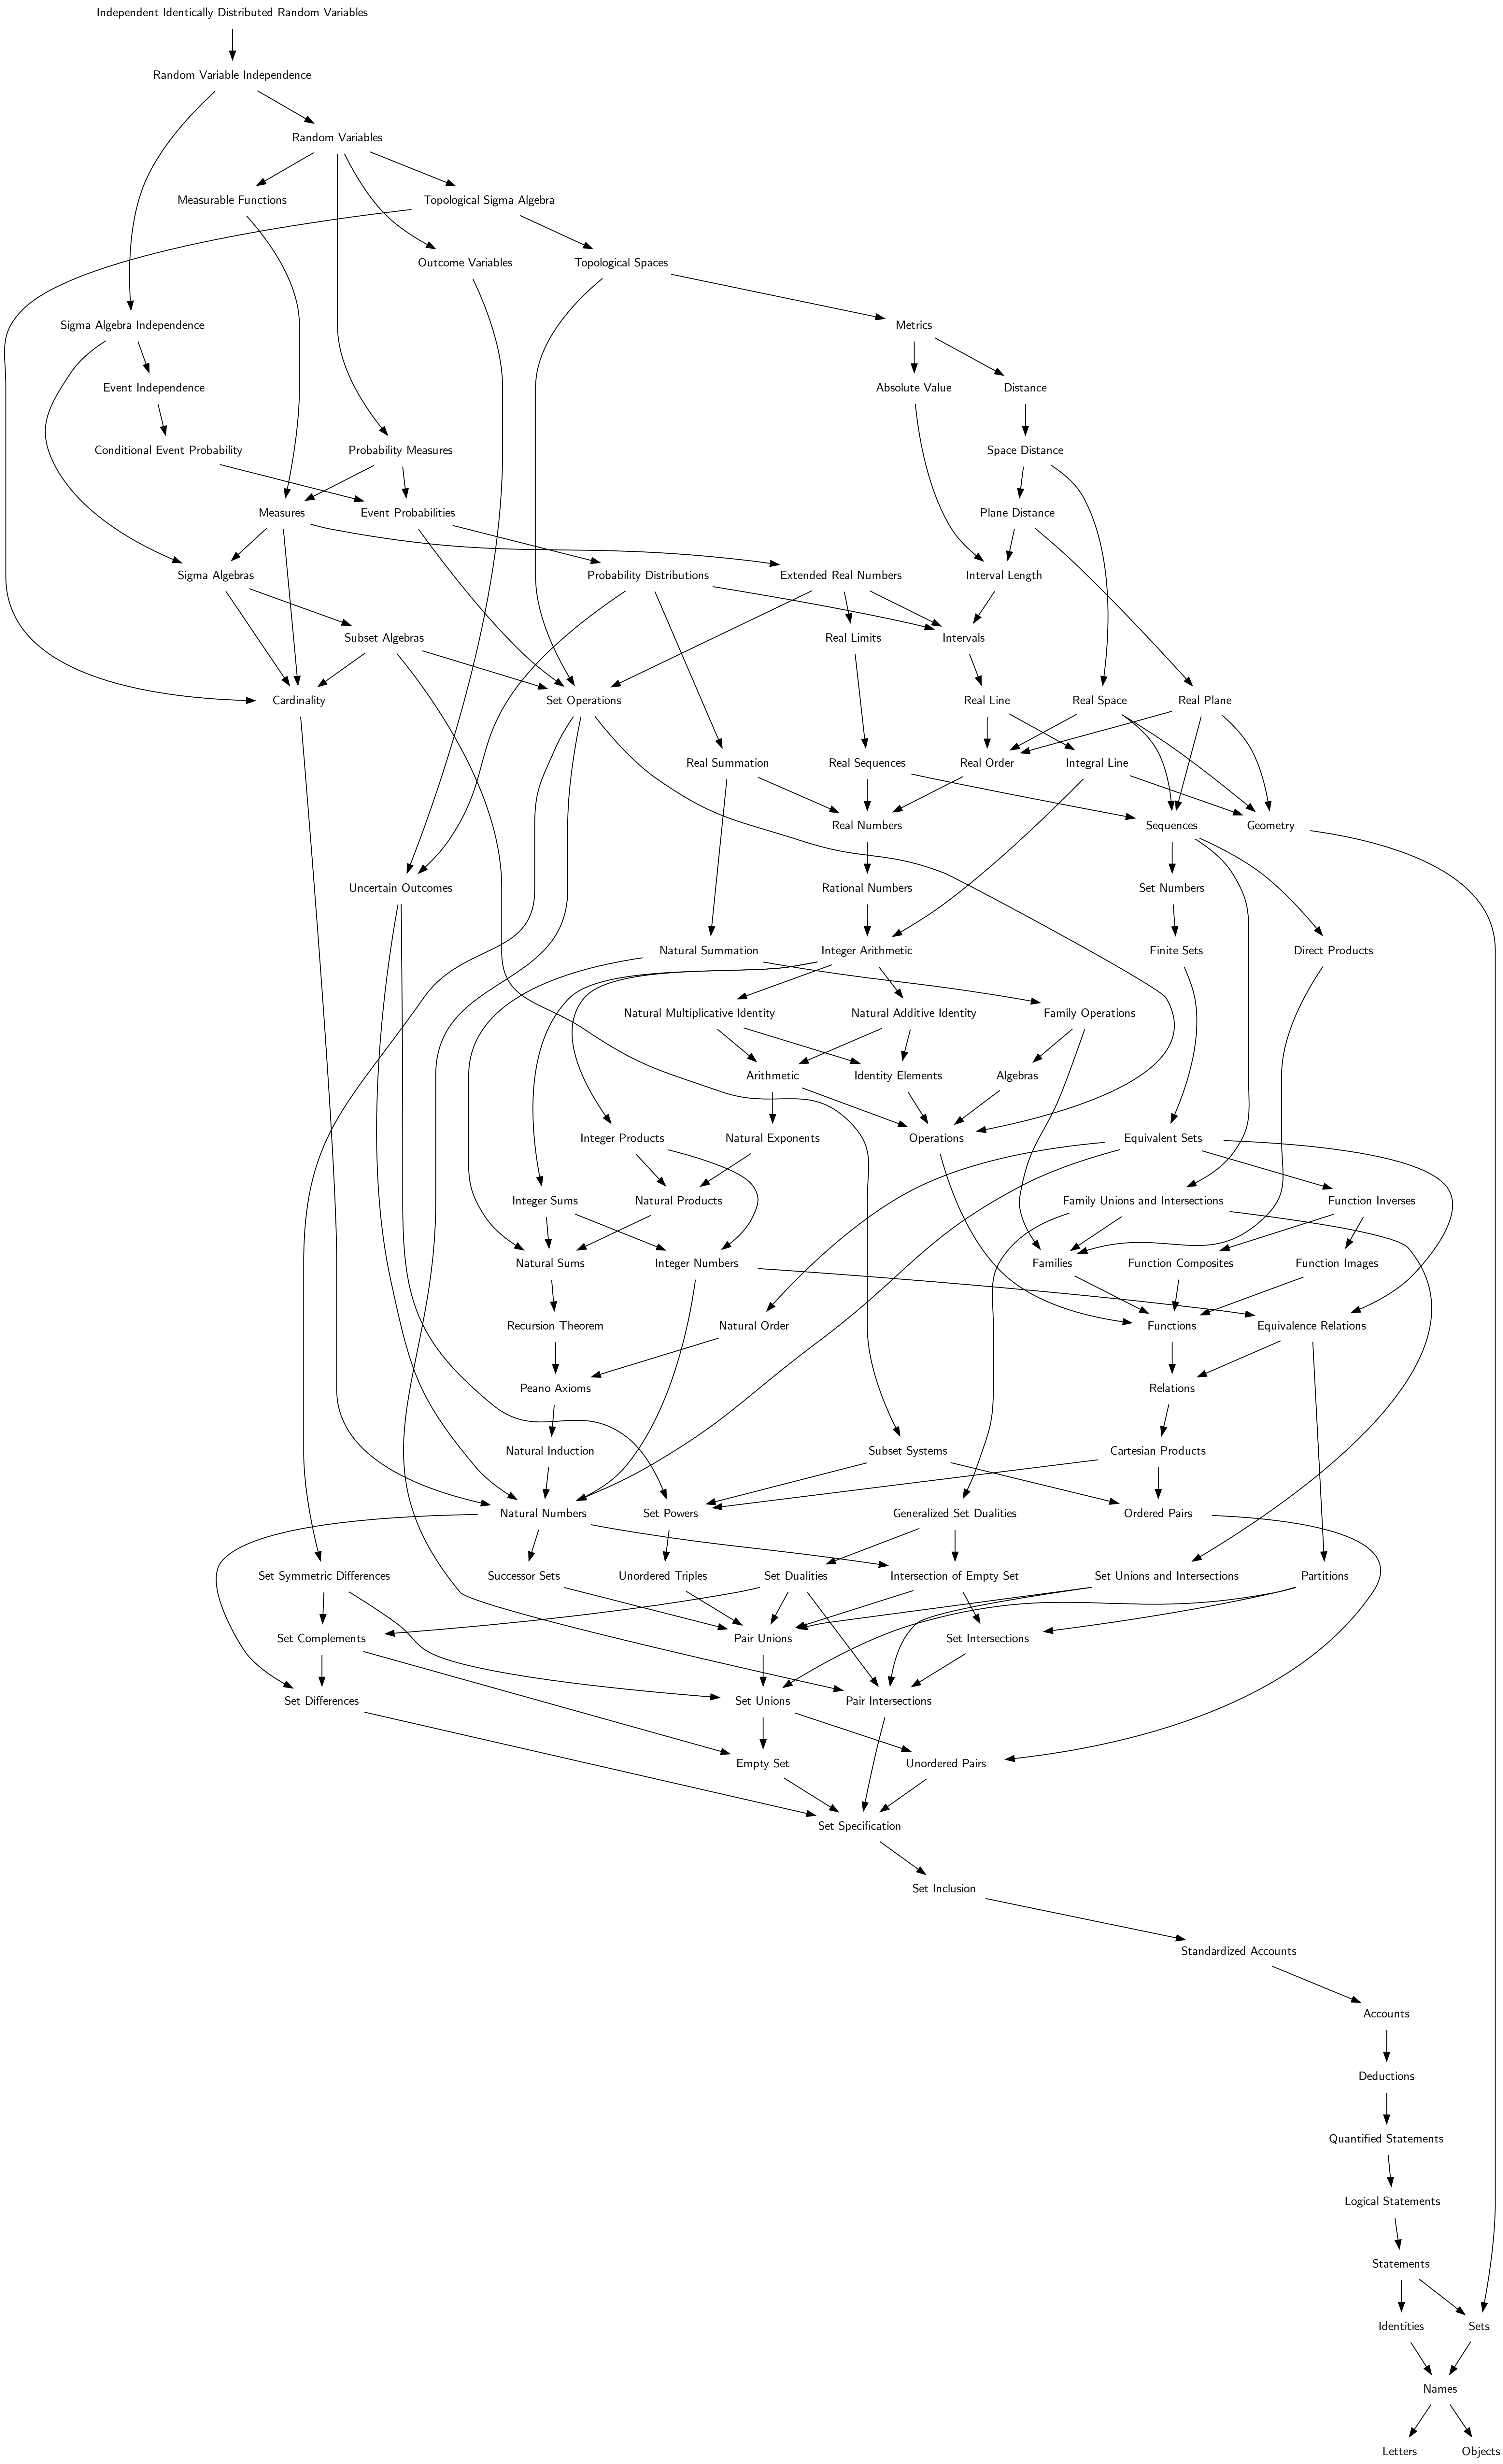 Independent Identically Distributed Random Variables
Random Variable Independence
Random Variables
Measurable Functions
Topological Sigma Algebra
Outcome Variables
Topological Spaces
Sigma Algebra Independence
Metrics
Event Independence
Absolute Value
Distance
Conditional Event Probability
Probability Measures
Space Distance
Measures
Event Probabilities
Plane Distance
Sigma Algebras
Probability Distributions
Extended Real Numbers
Interval Length
Subset Algebras
Real Limits
Intervals
Cardinality
Set Operations
Real Line
Real Space
Real Plane
Real Summation
Real Sequences
Real Order
Integral Line
Real Numbers
Sequences
Geometry
Uncertain Outcomes
Rational Numbers
Set Numbers
Natural Summation
Integer Arithmetic
Finite Sets
Direct Products
Natural Multiplicative Identity
Natural Additive Identity
Family Operations
Arithmetic
Identity Elements
Algebras
Integer Products
Natural Exponents
Operations
Equivalent Sets
Integer Sums
Natural Products
Family Unions and Intersections
Function Inverses
Natural Sums
Integer Numbers
Families
Function Composites
Function Images
Recursion Theorem
Natural Order
Functions
Equivalence Relations
Peano Axioms
Relations
Natural Induction
Subset Systems
Cartesian Products
Natural Numbers
Set Powers
Generalized Set Dualities
Ordered Pairs
Set Symmetric Differences
Successor Sets
Unordered Triples
Set Dualities
Intersection of Empty Set
Set Unions and Intersections
Partitions
Set Complements
Pair Unions
Set Intersections
Set Differences
Set Unions
Pair Intersections
Empty Set
Unordered Pairs
Set Specification
Set Inclusion
Standardized Accounts
Accounts
Deductions
Quantified Statements
Logical Statements
Statements
Identities
Sets
Names
Letters
Objects